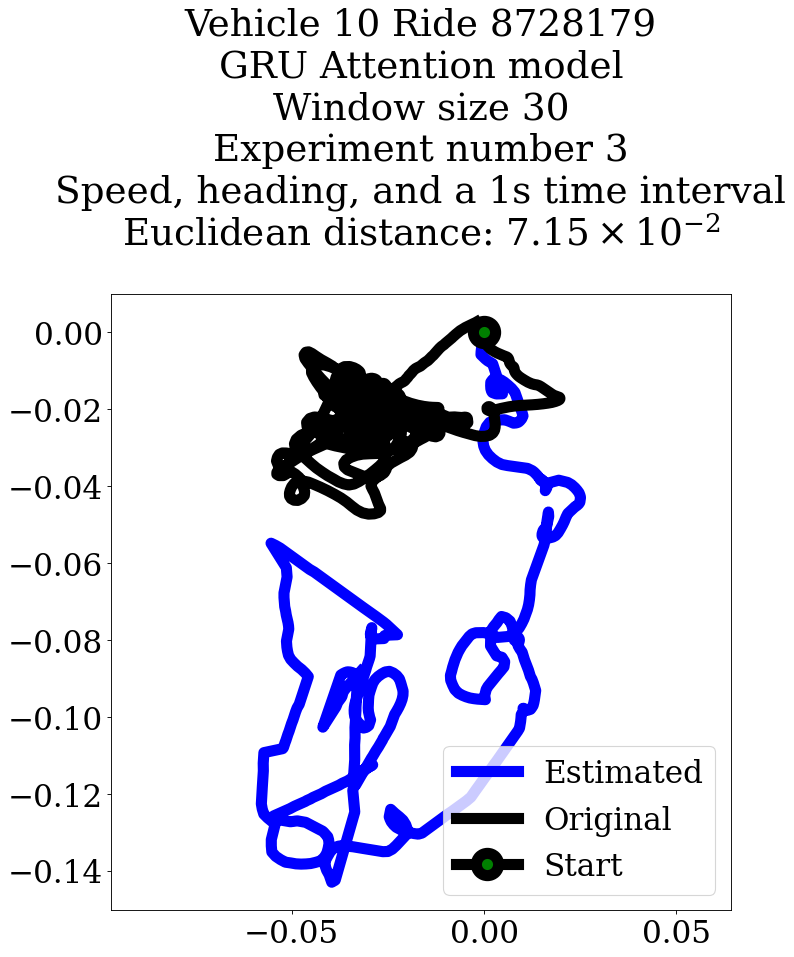 Vehicle 10 Ride 8728179
GRU Attention model
Window size 30
Experiment number 3
Speed, heading, and a 1s time interval
Euclidean distance: 7.15 × 10⁻²
0.00
−0.02
−0.04
−0.06
−0.08
−0.10
−0.12
−0.14
Estimated
Original
Start
−0.05
0.00
0.05